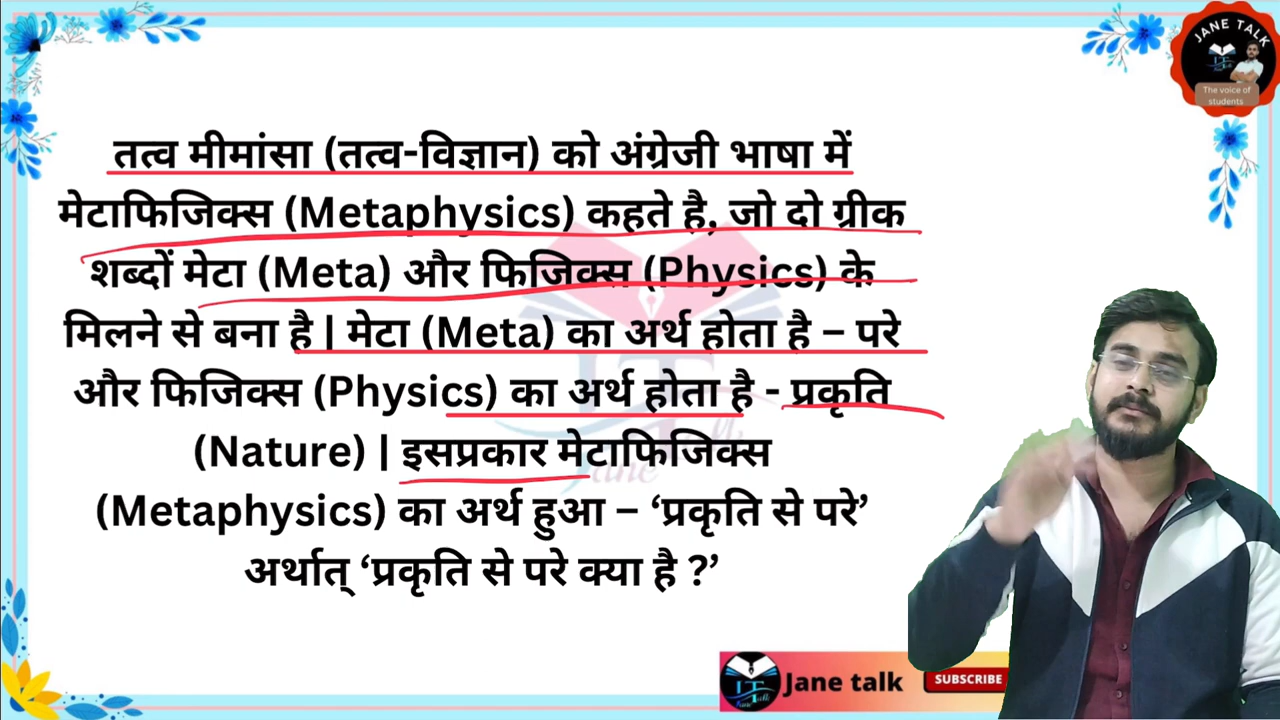 JANE TALK
The voice of
students
तत्व मीमांसा (तत्व-विज्ञान) को अंग्रेजी भाषा में
मेटाफिजिक्स (Metaphysics) कहते है, जो दो ग्रीक
शब्दों मेटा (Meta) और फिजिक्स (Physics) के
मिलने से बना है | मेटा (Meta) का अर्थ होता है – परे
और फिजिक्स (Physics) का अर्थ होता है - प्रकृति
(Nature) | इसप्रकार मेटाफिजिक्स
(Metaphysics) का अर्थ हुआ – ‘प्रकृति से परे’
अर्थात् ‘प्रकृति से परे क्या है ?’
Jane talk
SUBSCRIBE